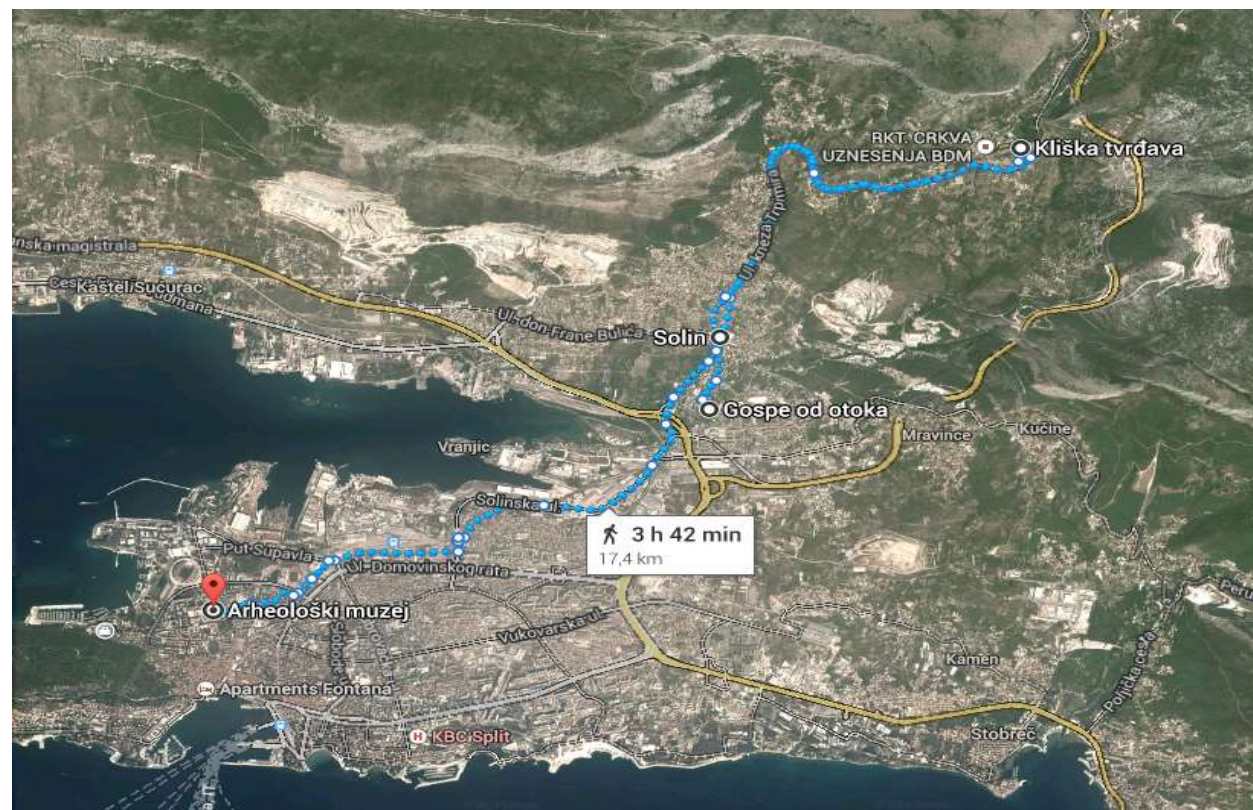 RKT. CRKVA
UZNESENJA BDM
Kliška tvrđava
Ul. kneza Trpimira
anska magistrala
Kaštel Sućurac
Ul. don Frane Bulića
Solin
Gospe od otoka
Mravince
Kučine
Vranjic
Solinska ul.
3 h 42 min
17,4 km
Put Supavla
Ul. Domovinskog rata
Arheološki muzej
Vukovarska ul.
Kamen
Poljička cesta
Apartments Fontana
H KBC Split
Stobreč